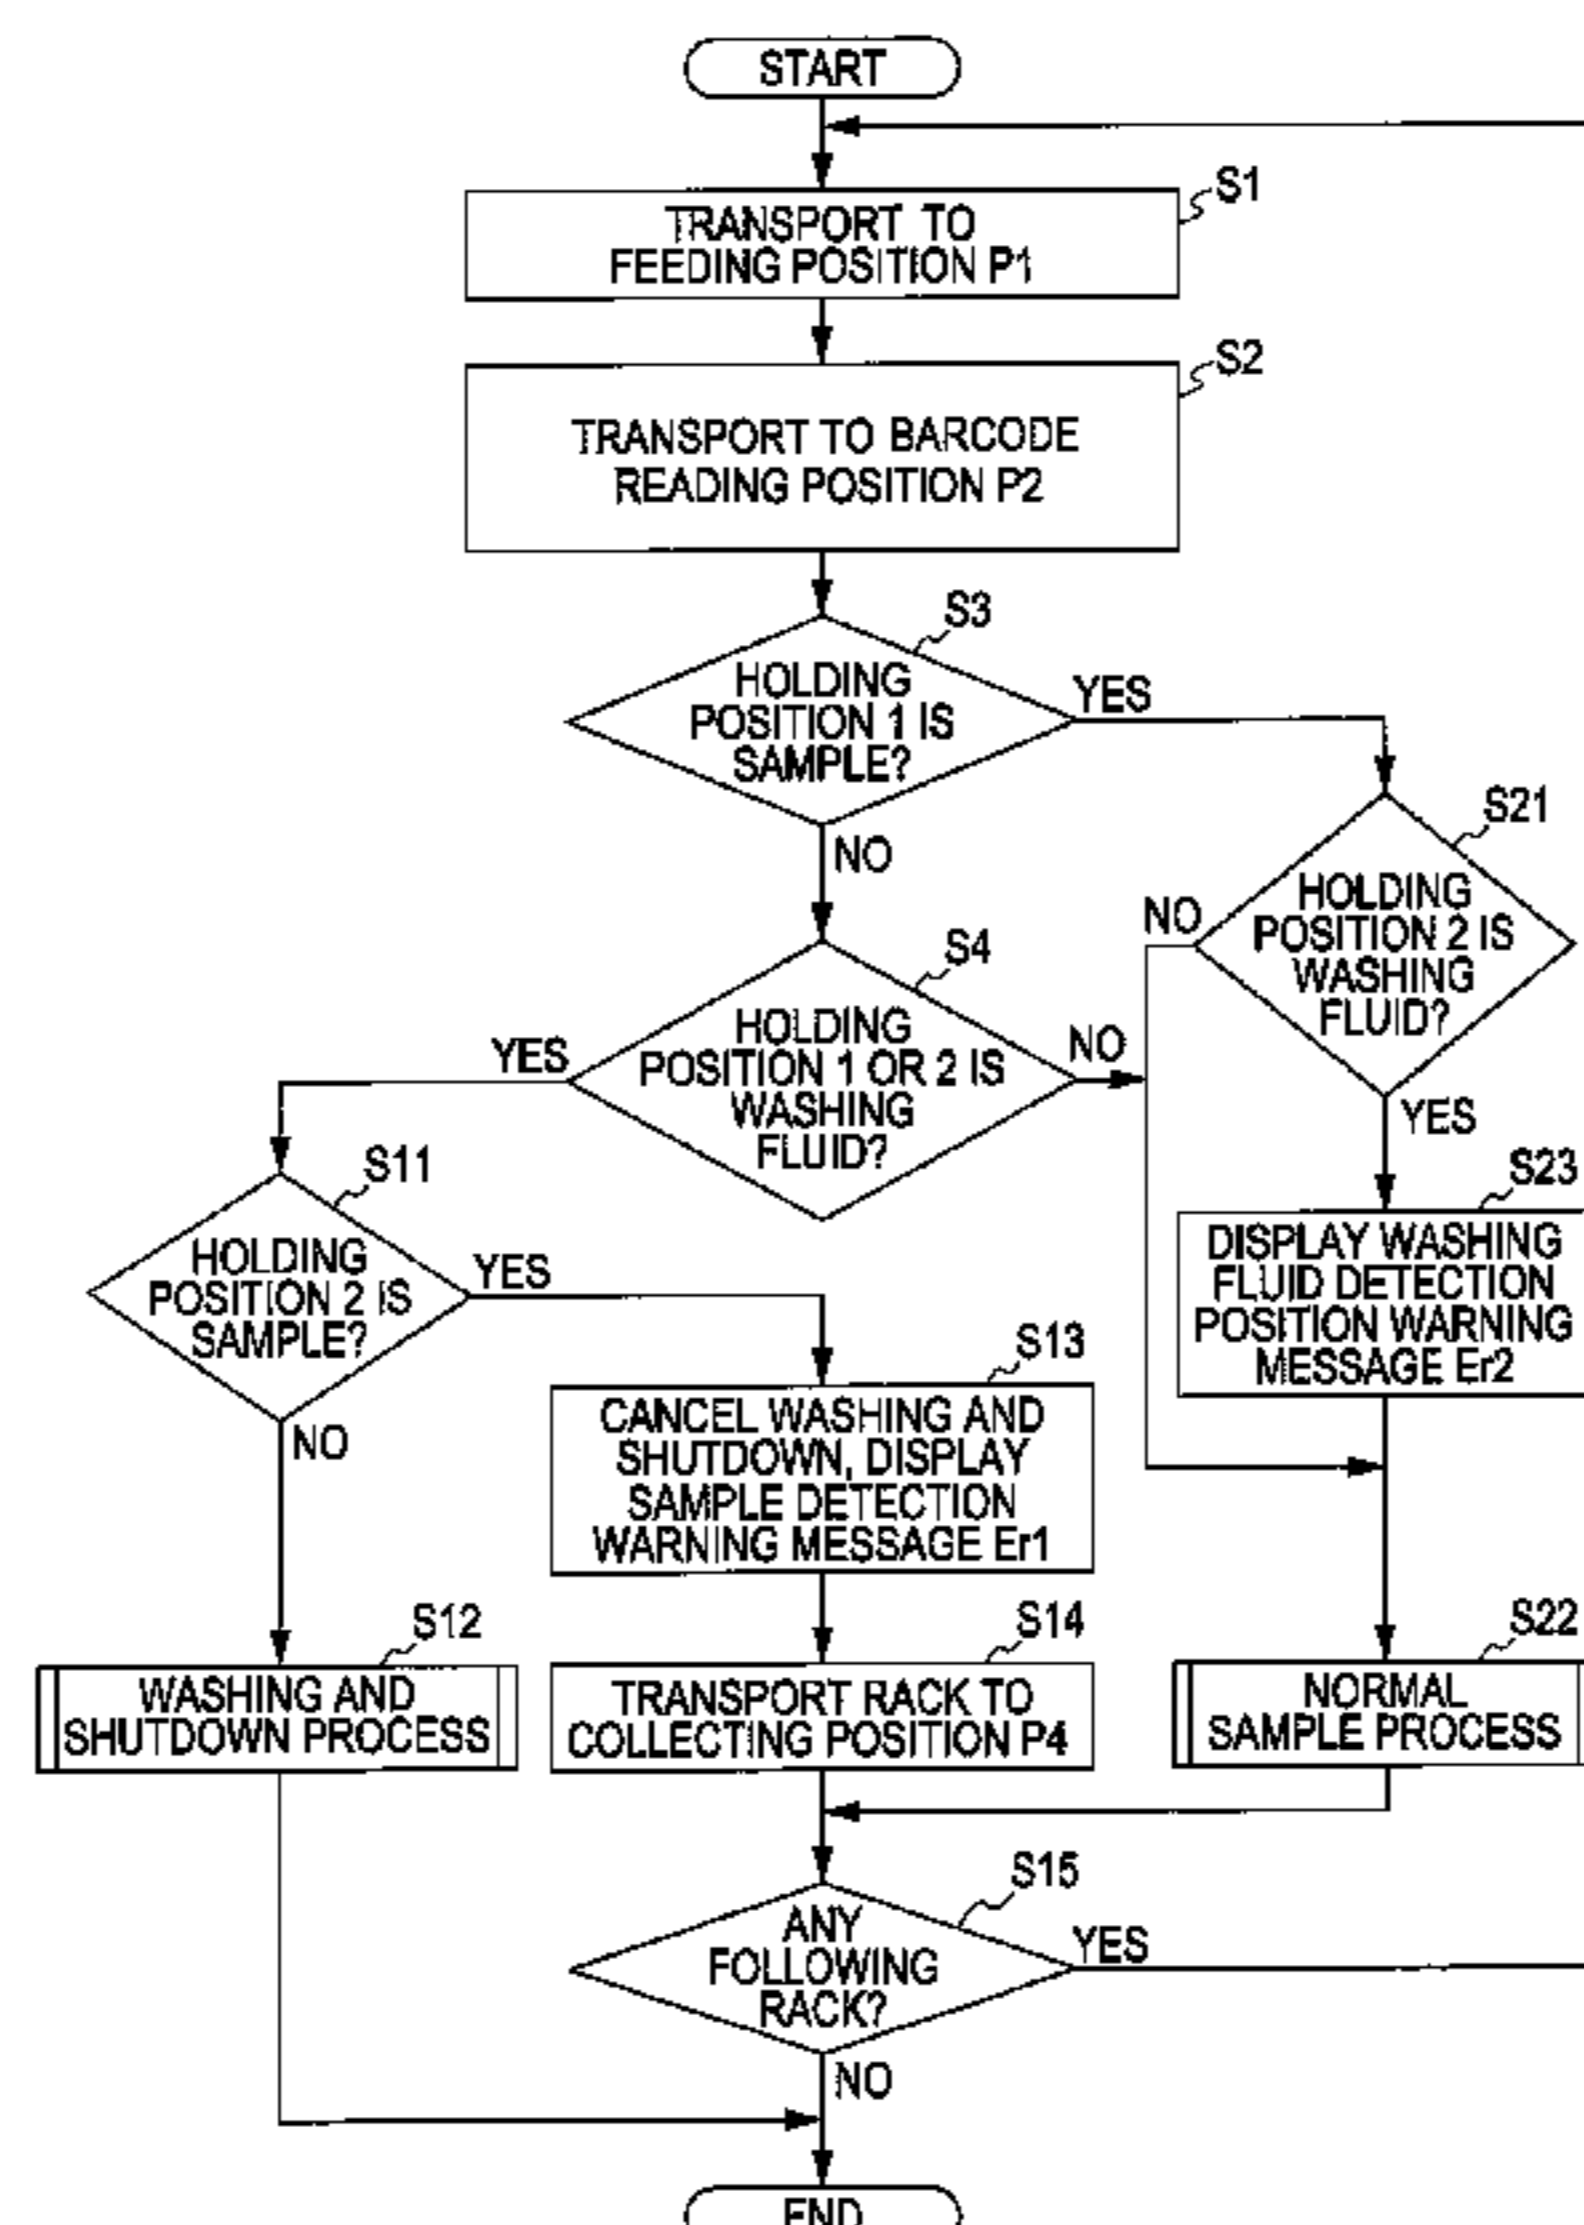 START
S1
TRANSPORT TO
FEEDING POSITION P1
S2
TRANSPORT TO BARCODE
READING POSITION P2
S3
HOLDING
POSITION 1 IS
SAMPLE?
YES
NO
S21
HOLDING
POSITION 2 IS
WASHING
FLUID?
NO
YES
S4
HOLDING
POSITION 1 OR 2 IS
WASHING
FLUID?
YES
NO
S11
HOLDING
POSITION 2 IS
SAMPLE?
YES
NO
S23
DISPLAY WASHING
FLUID DETECTION
POSITION WARNING
MESSAGE Er2
S13
CANCEL WASHING AND
SHUTDOWN, DISPLAY
SAMPLE DETECTION
WARNING MESSAGE Er1
S12
WASHING AND
SHUTDOWN PROCESS
S14
TRANSPORT RACK TO
COLLECTING POSITION P4
S22
NORMAL
SAMPLE PROCESS
S15
ANY
FOLLOWING
RACK?
YES
NO
END